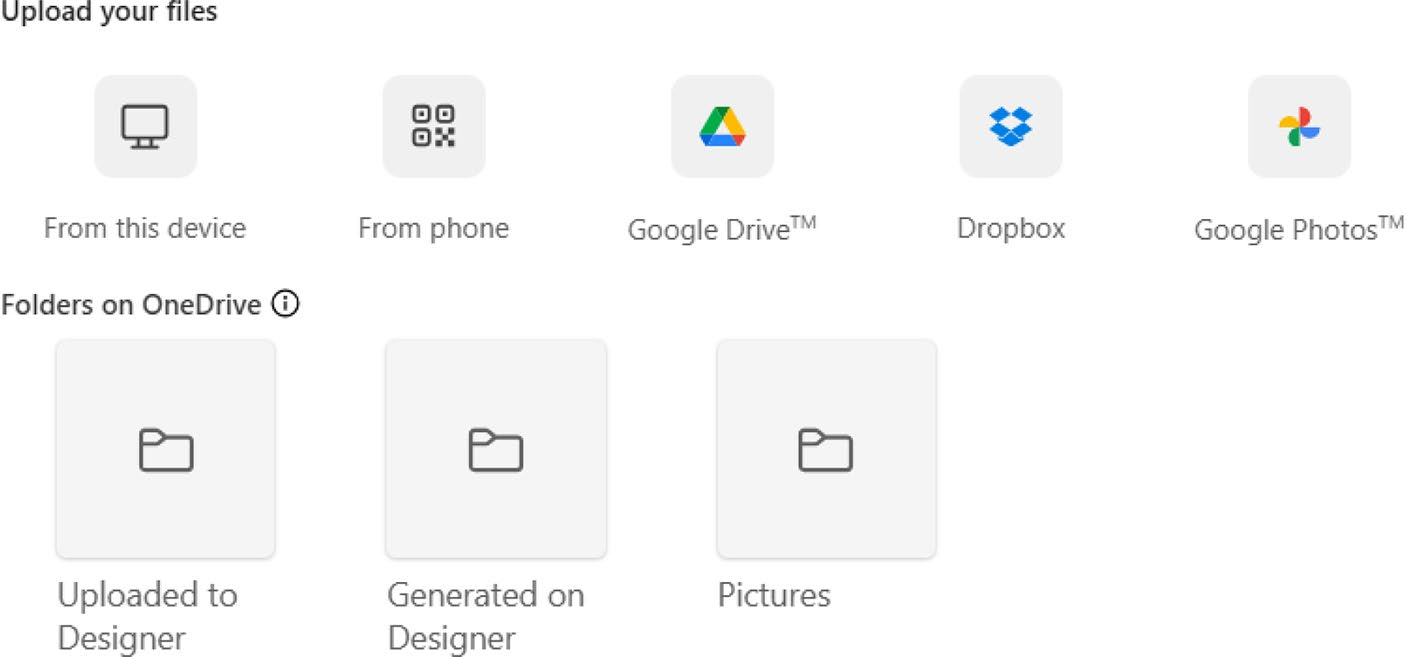 Upload your files
From this device
From phone
Google Drive™
Dropbox
Google Photos™
Folders on OneDrive
Uploaded to
Designer
Generated on
Designer
Pictures